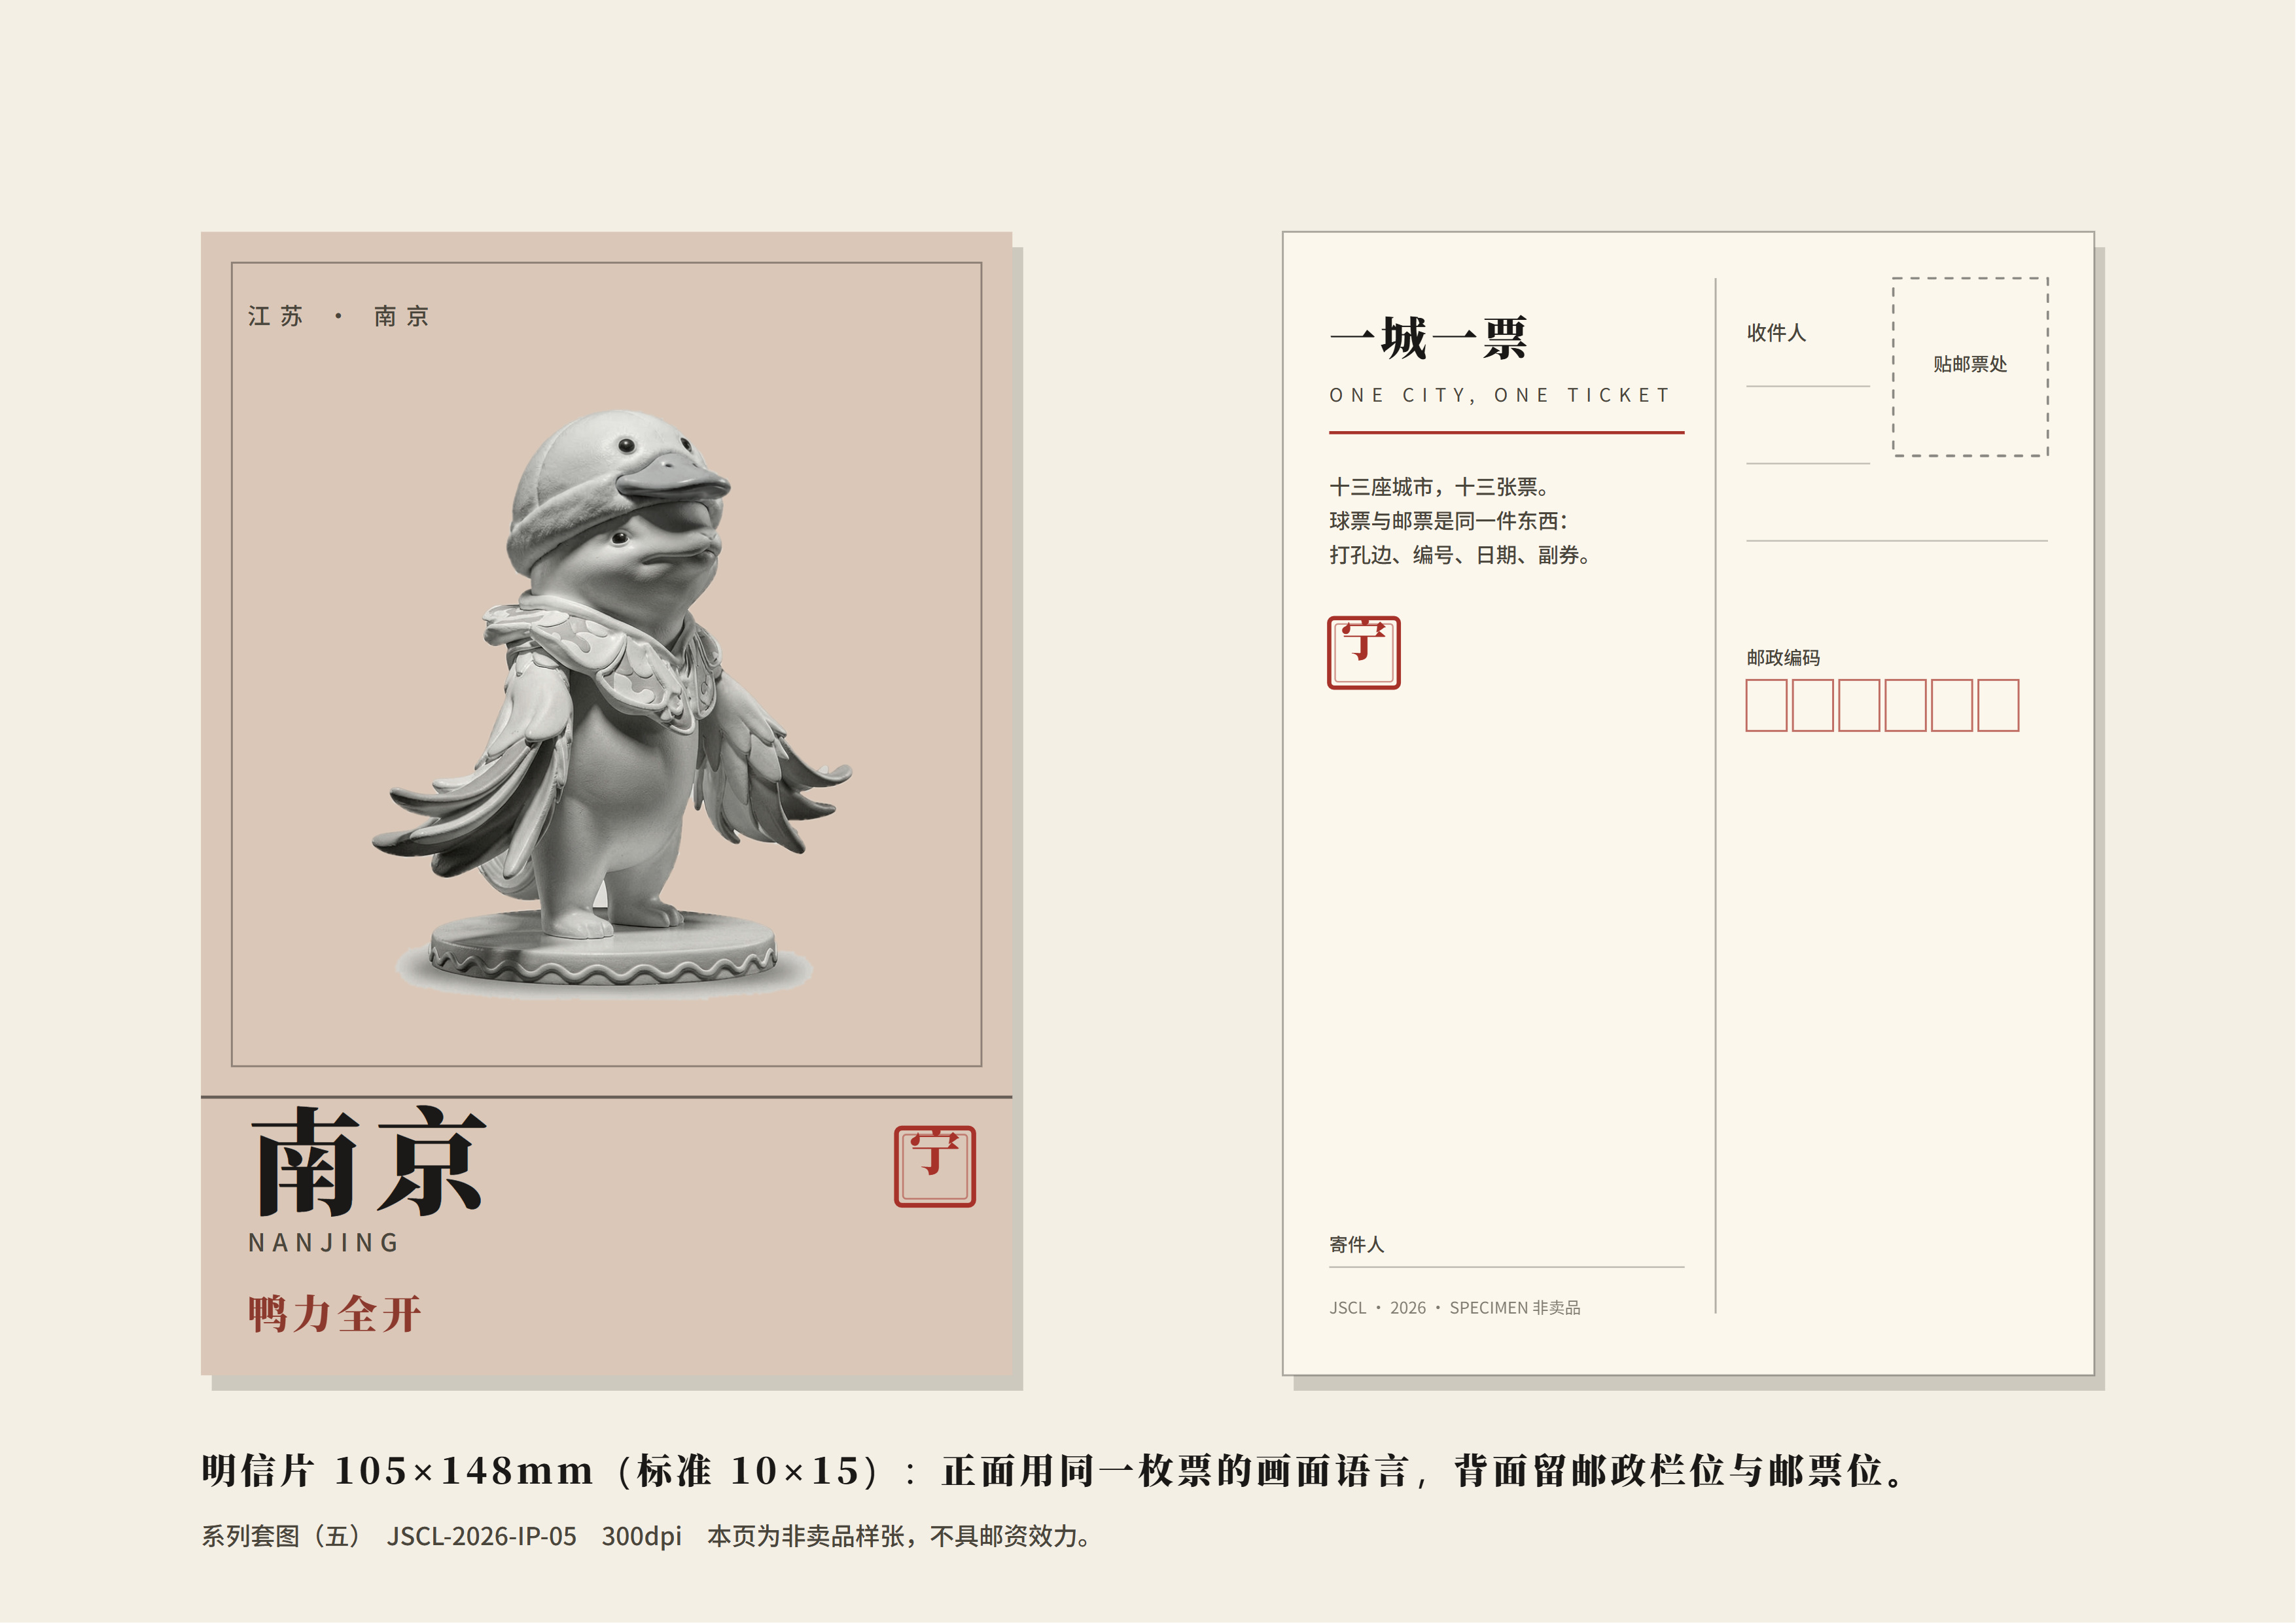 江苏 · 南京
南京
NANJING
鸭力全开
宁
一城一票
ONE CITY, ONE TICKET
十三座城市，十三张票。
球票与邮票是同一件东西：
打孔边、编号、日期、副券。
宁
寄件人
JSCL · 2026 · SPECIMEN 非卖品
收件人
贴邮票处
邮政编码
明信片 105×148mm（标准 10×15）：正面用同一枚票的画面语言，背面留邮政栏位与邮票位。
系列套图（五） JSCL-2026-IP-05 300dpi 本页为非卖品样张，不具邮资效力。